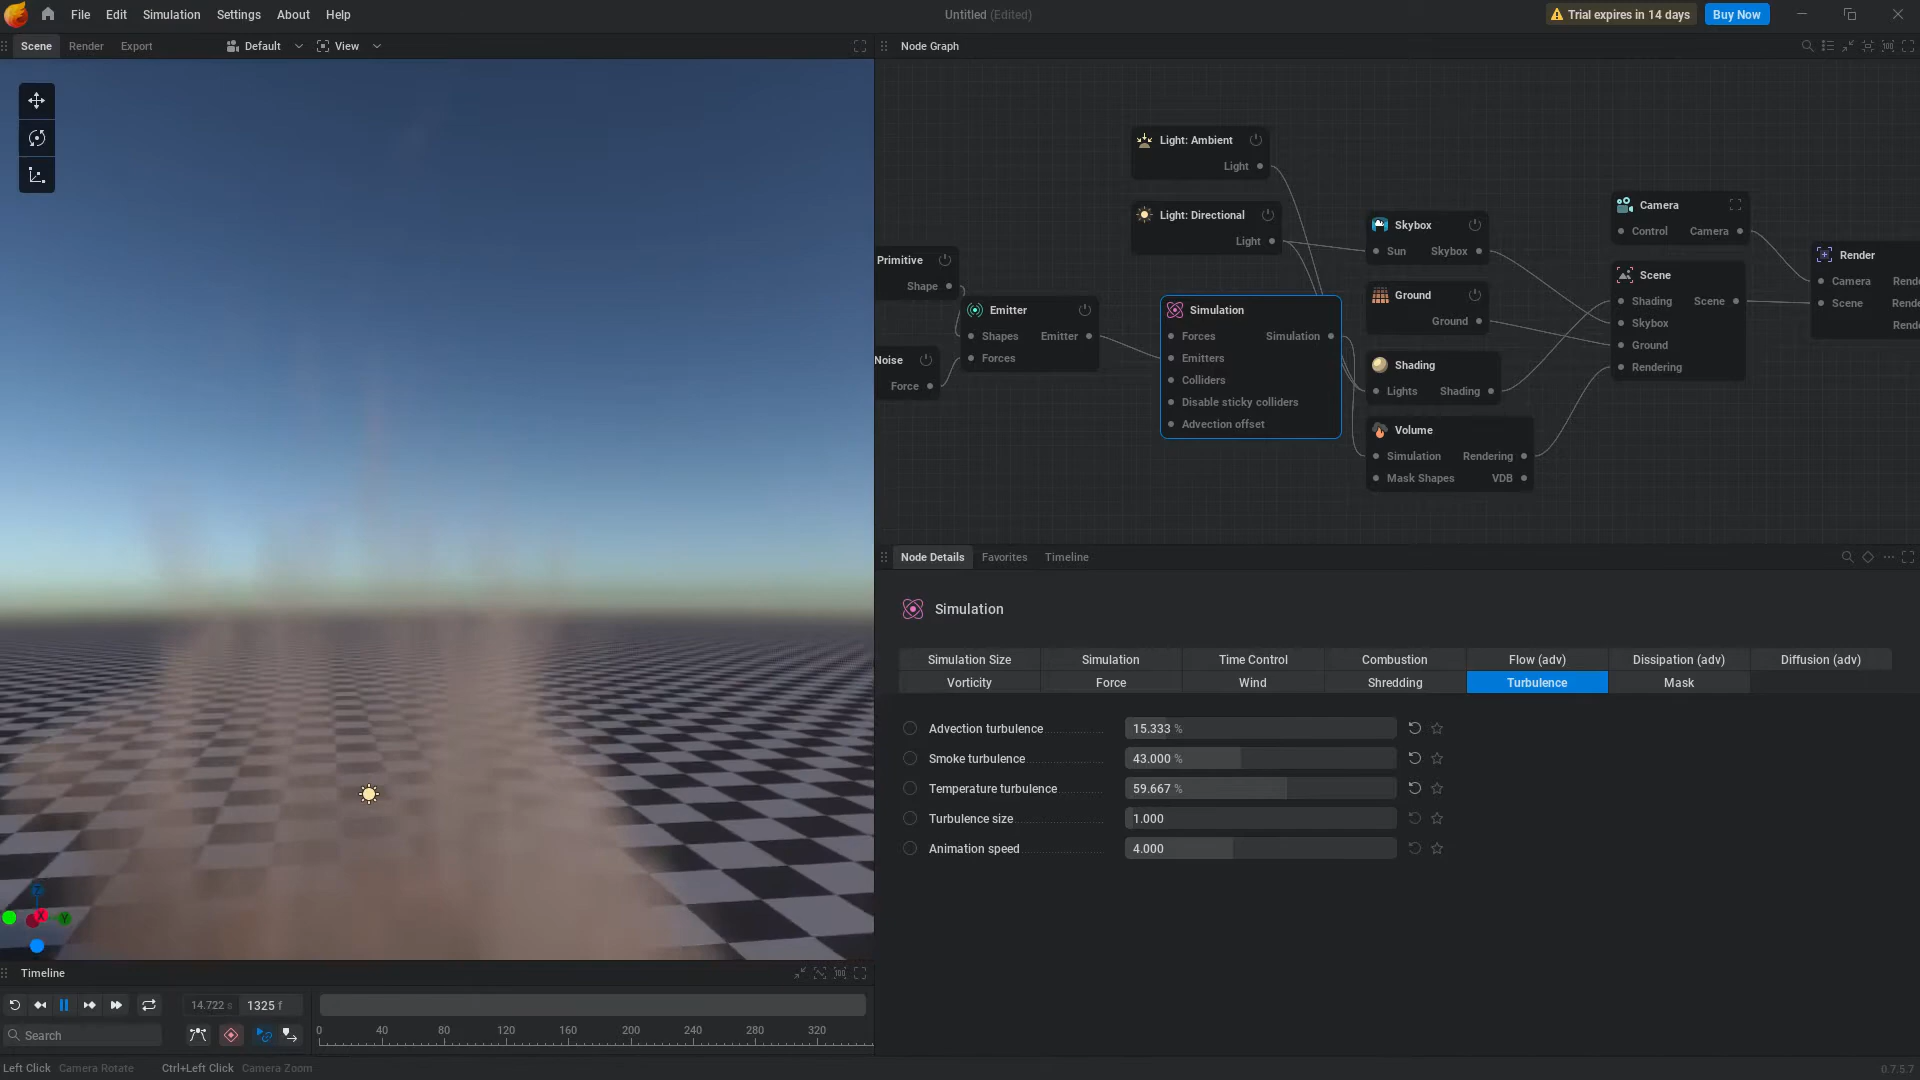 File Edit Simulation Settings About Help
Untitled (Edited)
Trial expires in 14 days
Buy Now
Scene Render Export
Default
View
Node Graph
Light: Ambient
Light
Light: Directional
Light
Primitive
Shape
Noise
Force
Emitter
Shapes Emitter
Forces
Simulation
Forces Simulation
Emitters
Colliders
Disable sticky colliders
Advection offset
Skybox
Sun Skybox
Ground
Ground
Shading
Lights Shading
Volume
Simulation Rendering
Mask Shapes VDB
Camera
Control Camera
Scene
Shading Scene
Skybox
Ground
Rendering
Render
Camera Rende
Scene Rende
Rende
Node Details Favorites Timeline
Simulation
Simulation Size Simulation Time Control Combustion Flow (adv) Dissipation (adv) Diffusion (adv)
Vorticity Force Wind Shredding Turbulence Mask
Advection turbulence 15.333 %
Smoke turbulence 43.000 %
Temperature turbulence 59.667 %
Turbulence size 1.000
Animation speed 4.000
Z
X
Y
Timeline
14.722 s 1325 f
Search
0 40 80 120 160 200 240 280 320
Left Click Camera Rotate Ctrl+Left Click Camera Zoom
0.7.5.7